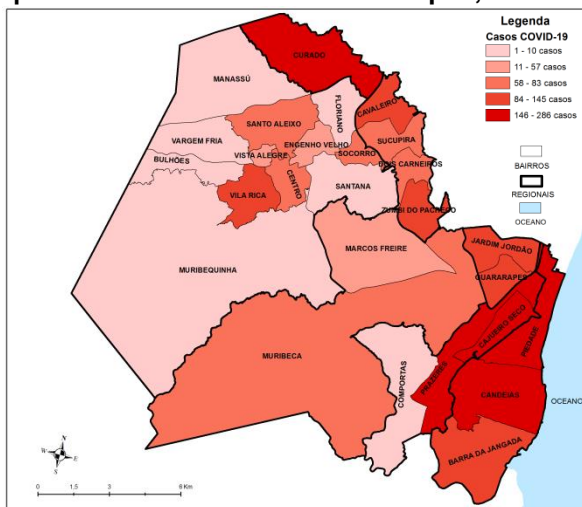 Legenda
Casos COVID-19
1 - 10 casos
11 - 57 casos
58 - 83 casos
84 - 145 casos
146 - 286 casos
BAIRROS
REGIONAIS
OCEANO
CURADO
MANASSÚ
FLORIANO
CAVALEIRO
SANTO ALEIXO
VARGEM FRIA
ENGENHO VELHO
SUCUPIRA
BULHÕES
VISTA ALEGRE
SOCORRO
DOIS CARNEIROS
VILA RICA
CENTRO
SANTANA
ZUMBI DO PACHECO
MARCOS FREIRE
JARDIM JORDÃO
GUARARAPES
MURIBEQUINHA
CAJUEIRO SECO
PIEDADE
MURIBECA
COMPORTAS
PRAZERES
CANDEIAS
OCEANO
BARRA DA JANGADA
N
W
E
S
0 1,5 3 6 Km